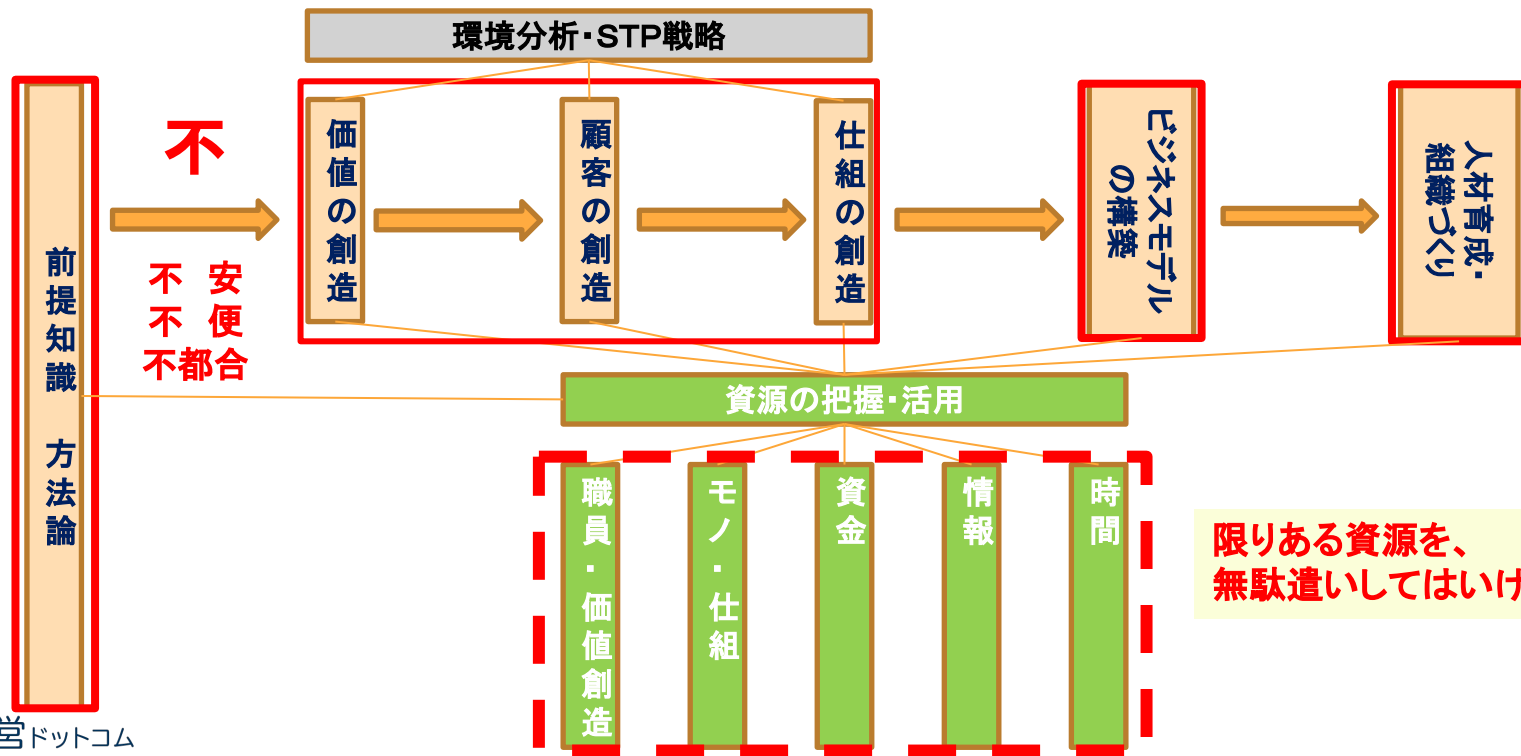 環境分析・STP戦略
前提知識　方法論
不
不　安
不　便
不都合
価値の創造
顧客の創造
仕組の創造
ビジネスモデル
の構築
人材育成・
組織づくり
資源の把握・活用
職員・価値創造
モノ・仕組
資金
情報
時間
限りある資源を、
無駄遣いしてはいけ
営ドットコム